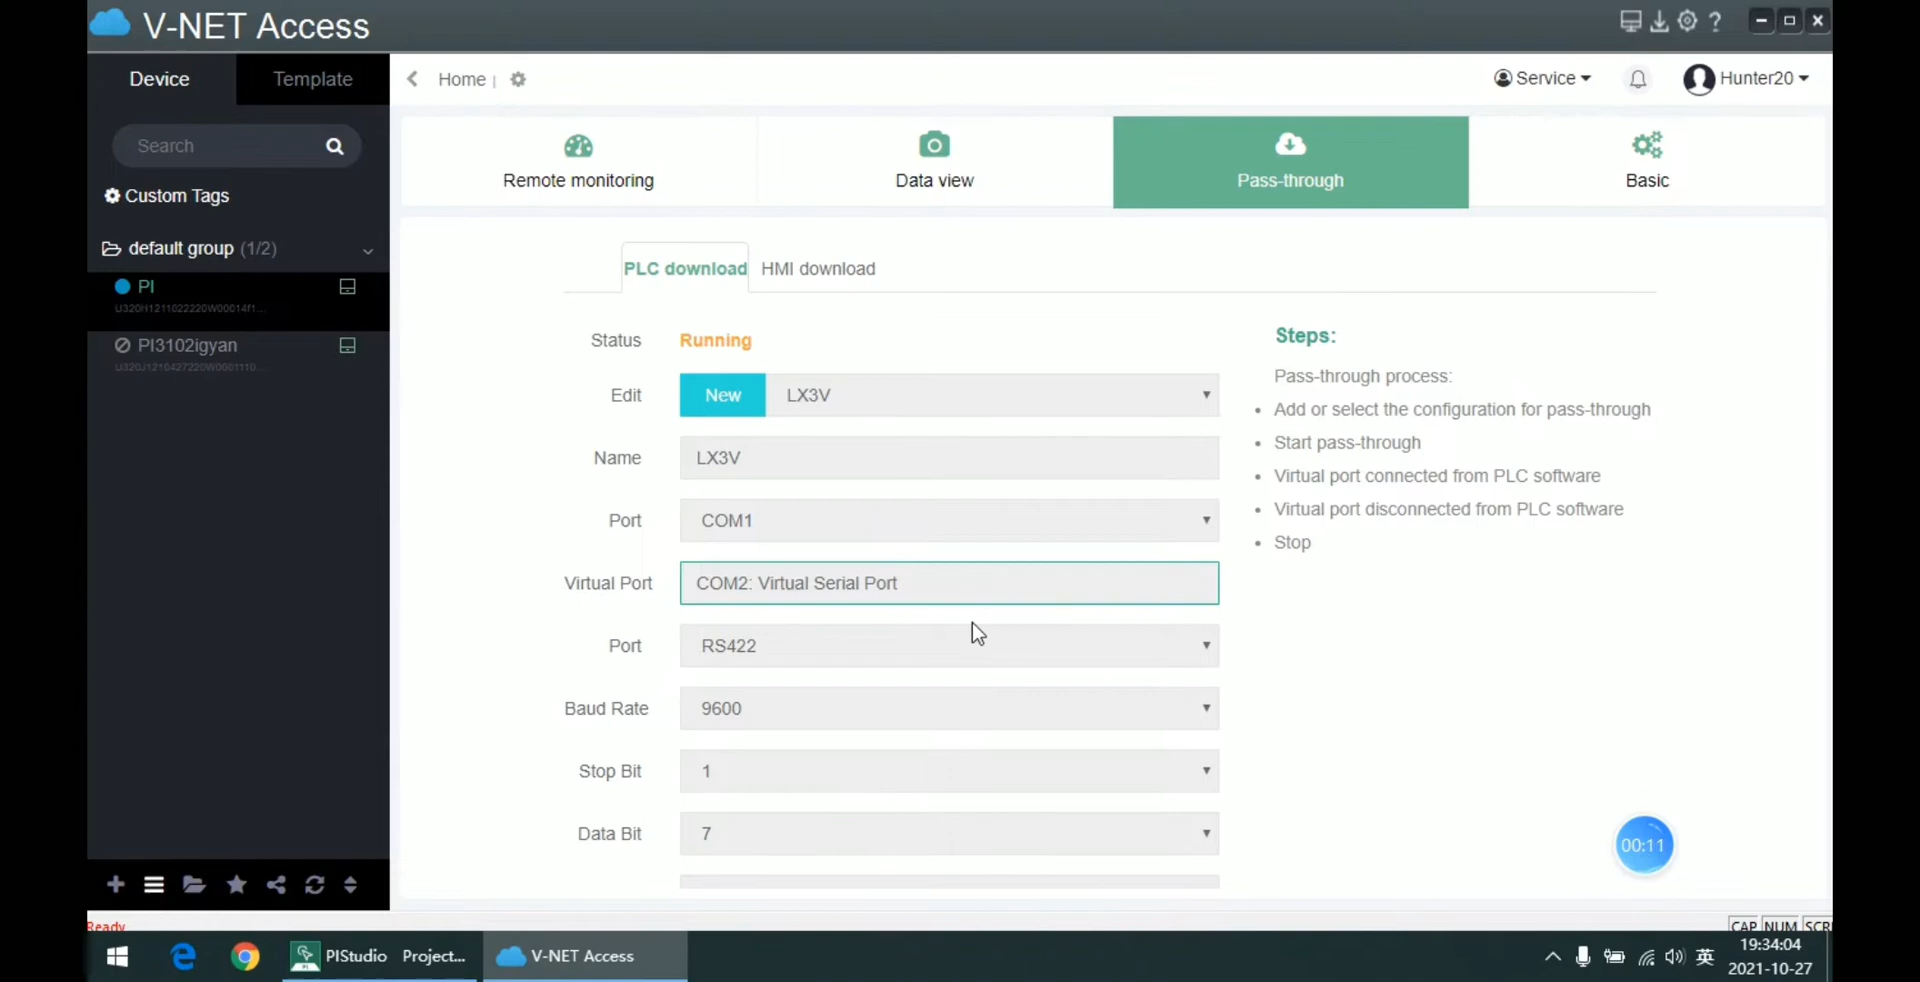 V-NET Access
Device
Template
Home
Service
Hunter20
Search
Custom Tags
default group (1/2)
PI
PI3102igyan
Remote monitoring
Data view
Pass-through
Basic
PLC download
HMI download
Status
Running
Edit
New
LX3V
Name
LX3V
Port
COM1
Virtual Port
COM2: Virtual Serial Port
Port
RS422
Baud Rate
9600
Stop Bit
1
Data Bit
7
Steps:
Pass-through process:
Add or select the configuration for pass-through
Start pass-through
Virtual port connected from PLC software
Virtual port disconnected from PLC software
Stop
00:11
Ready
CAP NUM
PIStudio Project...
V-NET Access
英
19:34:04
2021-10-27